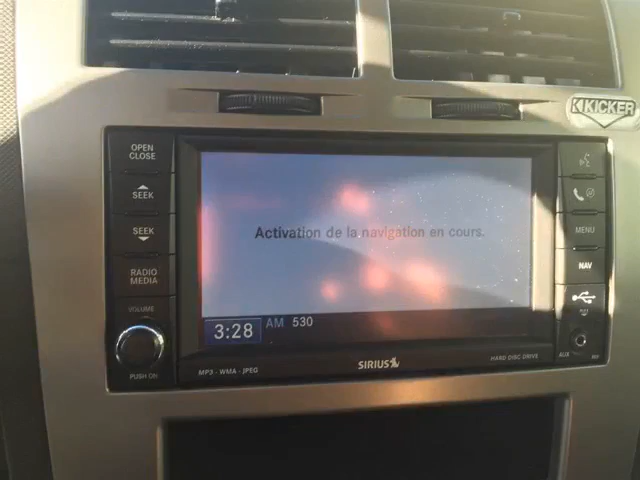 KICKER
OPEN
CLOSE
SEEK
SEEK
RADIO
MEDIA
VOLUME
PUSH ON
Activation de la navigation en cours.
3:28 AM 530
MP3 - WMA - JPEG
SIRIUS
HARD DISC DRIVE
MENU
NAV
AUX